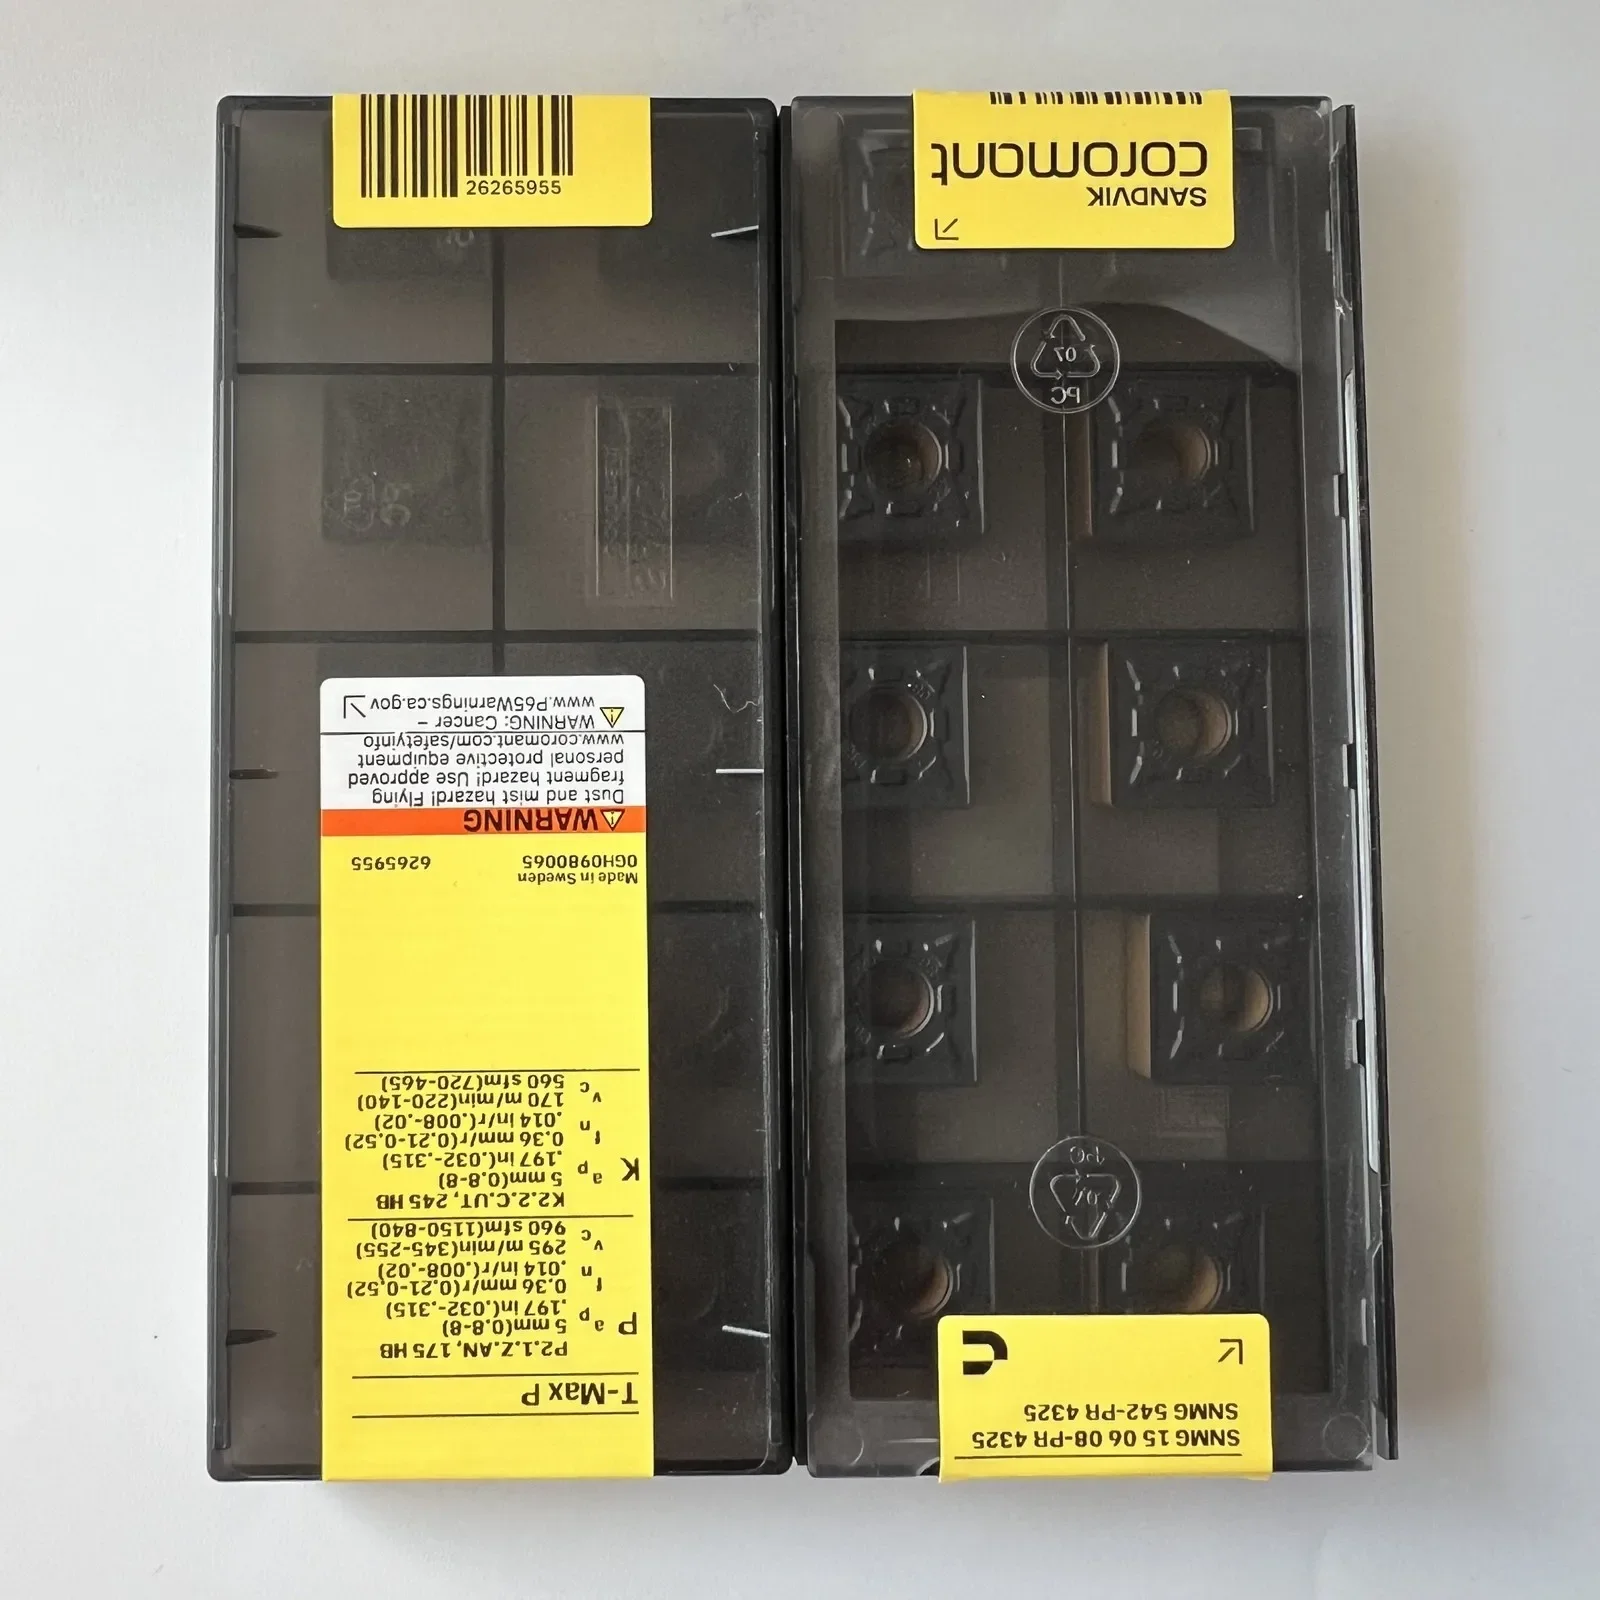 26265955
SANDVIK
coromant
07
PC
T-Max P
P2.1.Z.AN, 175 HB
P ap 5 mm(0.8-8)
.197 in(.032-.315)
fn 0.36 mm/r(0.21-0.52)
.014 in/r(.008-.02)
vc 295 m/min(345-255)
960 sfm(1150-840)
K2.2.C.UT, 245 HB
K ap 5 mm(0.8-8)
.197 in(.032-.315)
fn 0.36 mm/r(0.21-0.52)
.014 in/r(.008-.02)
vc 170 m/min(220-140)
560 sfm(720-465)
Made in Sweden
0GH0980065 6265955
WARNING
Dust and mist hazard! Flying
fragment hazard! Use approved
personal protective equipment
www.coromant.com/safetyinfo
WARNING: Cancer –
www.P65Warnings.ca.gov
07
PC
SNMG 15 06 08-PR 4325
SNMG 542-PR 4325